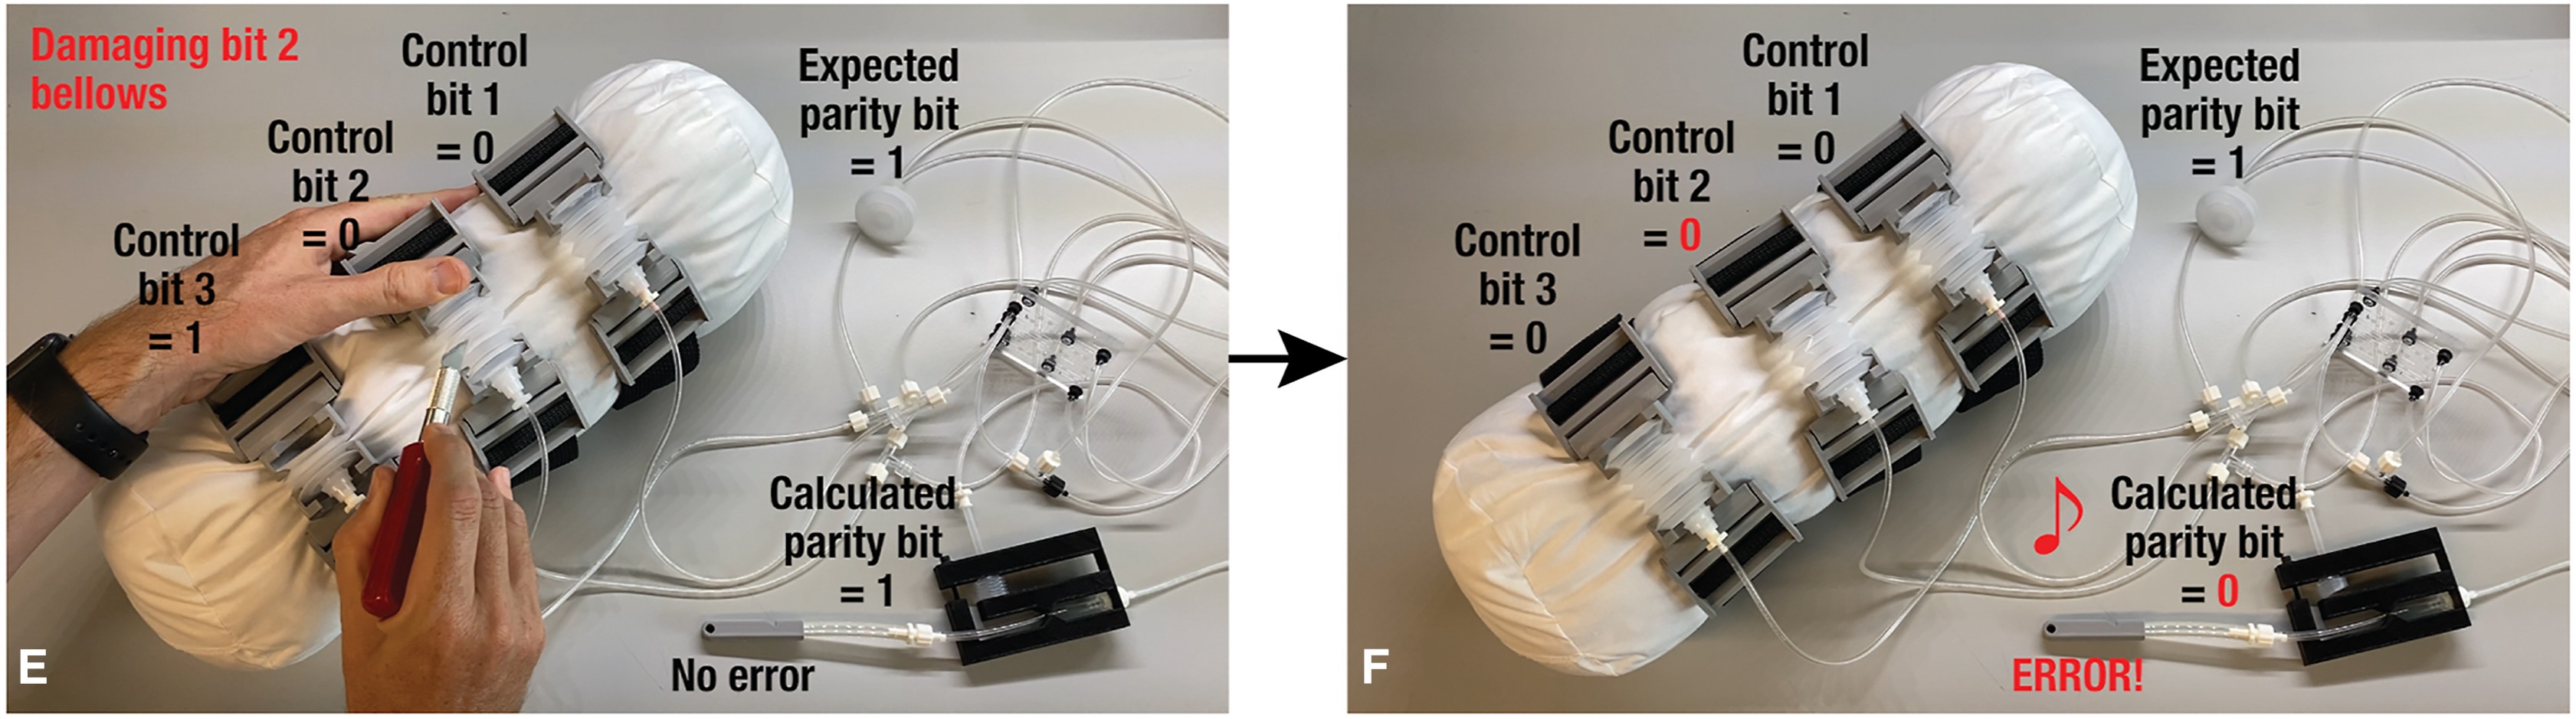 Damaging bit 2
bellows
Control
bit 1
= 0
Control
bit 2
= 0
Control
bit 3
= 1
Expected
parity bit
= 1
Calculated
parity bit
= 1
No error
E
Control
bit 1
= 0
Control
bit 2
= 0
Control
bit 3
= 0
Expected
parity bit
= 1
Calculated
parity bit
= 0
ERROR!
F